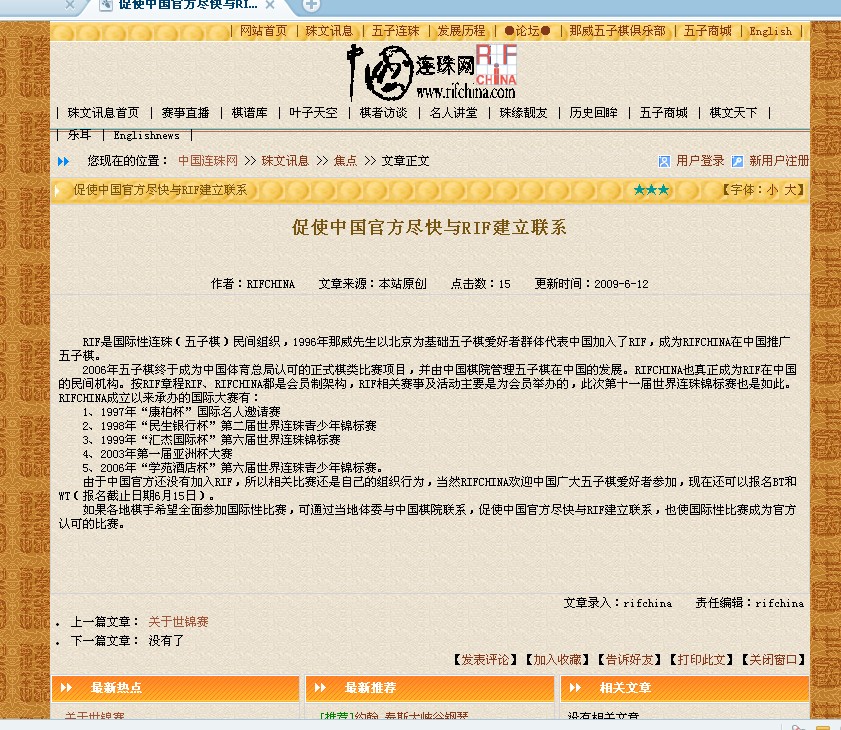 促使中国官方尽快与RI...
| 网站首页 | 珠文讯息 | 五子连珠 | 发展历程 | ●论坛● | 那威五子棋俱乐部 | 五子商城 | English |
中国连珠网 RIF CHINA
www.rifchina.com
| 珠文讯息首页 | 赛事直播 | 棋谱库 | 叶子天空 | 棋者访谈 | 名人讲堂 | 珠缘靓友 | 历史回眸 | 五子商城 | 棋文天下 |
| 乐耳 | Englishnews |
您现在的位置： 中国连珠网 >> 珠文讯息 >> 焦点 >> 文章正文 用户登录 新用户注册
促使中国官方尽快与RIF建立联系 ★★★ 【字体：小 大】
促使中国官方尽快与RIF建立联系
作者：RIFCHINA 文章来源：本站原创 点击数：15 更新时间：2009-6-12
RIF是国际性连珠（五子棋）民间组织，1996年那威先生以北京为基础五子棋爱好者群体代表中国加入了RIF，成为RIFCHINA在中国推广
五子棋。
2006年五子棋终于成为中国体育总局认可的正式棋类比赛项目，并由中国棋院管理五子棋在中国的发展。RIFCHINA也真正成为RIF在中国
的民间机构。按RIF章程RIF、RIFCHINA都是会员制架构，RIF相关赛事及活动主要是为会员举办的，此次第十一届世界连珠锦标赛也是如此。
RIFCHINA成立以来承办的国际大赛有：
1、1997年“康柏杯”国际名人邀请赛
2、1998年“民生银行杯”第二届世界连珠青少年锦标赛
3、1999年“汇杰国际杯”第六届世界连珠锦标赛
4、2003年第一届亚洲杯大赛
5、2006年“学苑酒店杯”第六届世界连珠青少年锦标赛。
由于中国官方还没有加入RIF，所以相关比赛还是自己的组织行为，当然RIFCHINA欢迎中国广大五子棋爱好者参加，现在还可以报名BT和
WT（报名截止日期6月15日）。
如果各地棋手希望全面参加国际性比赛，可通过当地体委与中国棋院联系，促使中国官方尽快与RIF建立联系，也使国际性比赛成为官方
认可的比赛。
文章录入：rifchina 责任编辑：rifchina
上一篇文章： 关于世锦赛
下一篇文章： 没有了
【发表评论】【加入收藏】【告诉好友】【打印此文】【关闭窗口】
最新热点 最新推荐 相关文章
关于世锦赛 [推荐]约翰.泰斯大峡谷钢琴 没有相关文章